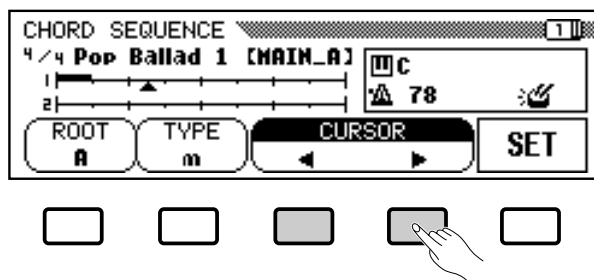 CHORD SEQUENCE 1
4/4 Pop Ballad 1 [MAIN_A]
C
1
78
2
ROOT TYPE CURSOR SET
A m